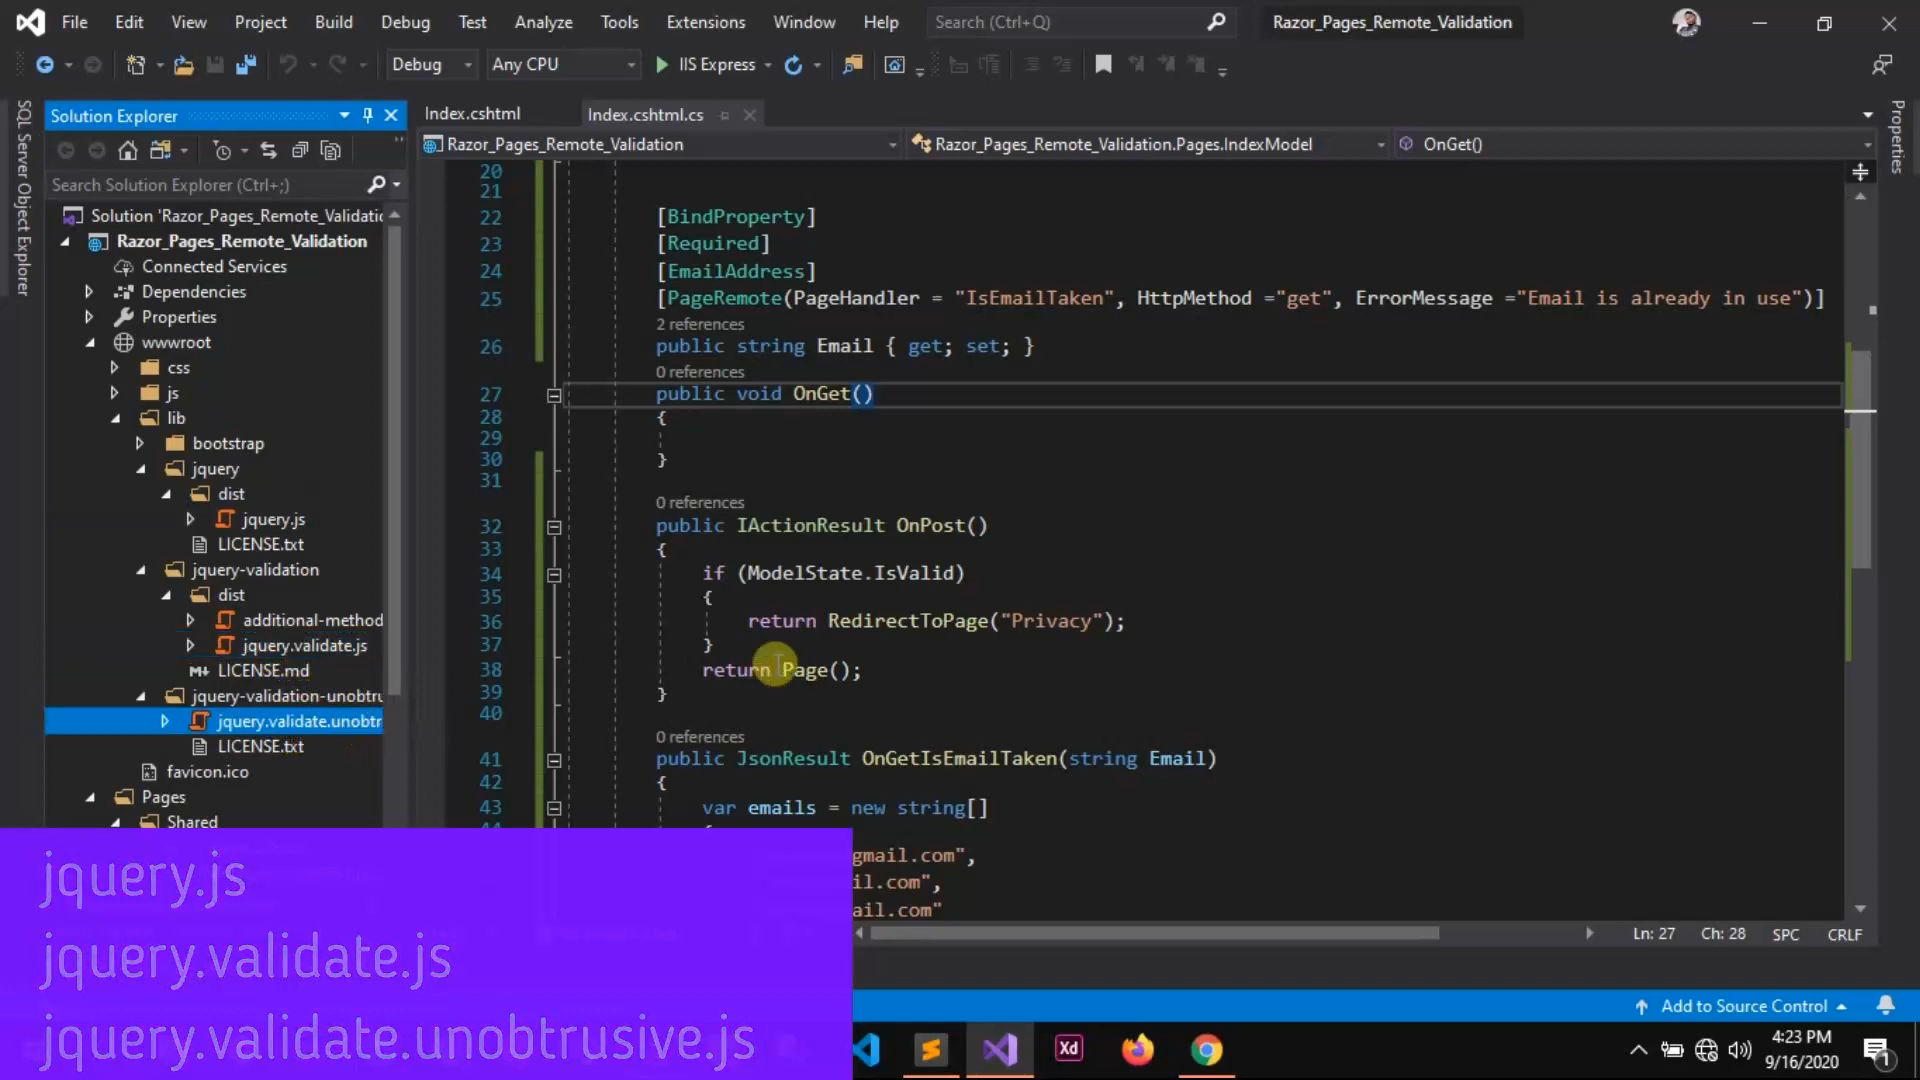 File Edit View Project Build Debug Test Analyze Tools Extensions Window Help Search (Ctrl+Q) Razor_Pages_Remote_Validation
Debug Any CPU IIS Express
SQL Server Object Explorer
Solution Explorer
Search Solution Explorer (Ctrl+;)
Solution 'Razor_Pages_Remote_Validatic
Razor_Pages_Remote_Validation
Connected Services
Dependencies
Properties
wwwroot
css
js
lib
bootstrap
jquery
dist
jquery.js
LICENSE.txt
jquery-validation
dist
additional-method
jquery.validate.js
LICENSE.md
jquery-validation-unobtru
jquery.validate.unobtr
LICENSE.txt
favicon.ico
Pages
Shared
Index.cshtml Index.cshtml.cs
Razor_Pages_Remote_Validation Razor_Pages_Remote_Validation.Pages.IndexModel OnGet()
Properties
20
21
22 [BindProperty]
23 [Required]
24 [EmailAddress]
25 [PageRemote(PageHandler = "IsEmailTaken", HttpMethod ="get", ErrorMessage ="Email is already in use")]
2 references
26 public string Email { get; set; }
0 references
27 public void OnGet()
28 {
29
30 }
31
0 references
32 public IActionResult OnPost()
33 {
34 if (ModelState.IsValid)
35 {
36 return RedirectToPage("Privacy");
37 }
38 return Page();
39 }
40
0 references
41 public JsonResult OnGetIsEmailTaken(string Email)
42 {
43 var emails = new string[]
gmail.com",
il.com",
ail.com"
Ln: 27 Ch: 28 SPC CRLF
jquery.js
jquery.validate.js
jquery.validate.unobtrusive.js
Add to Source Control
Xd
4:23 PM
9/16/2020
1